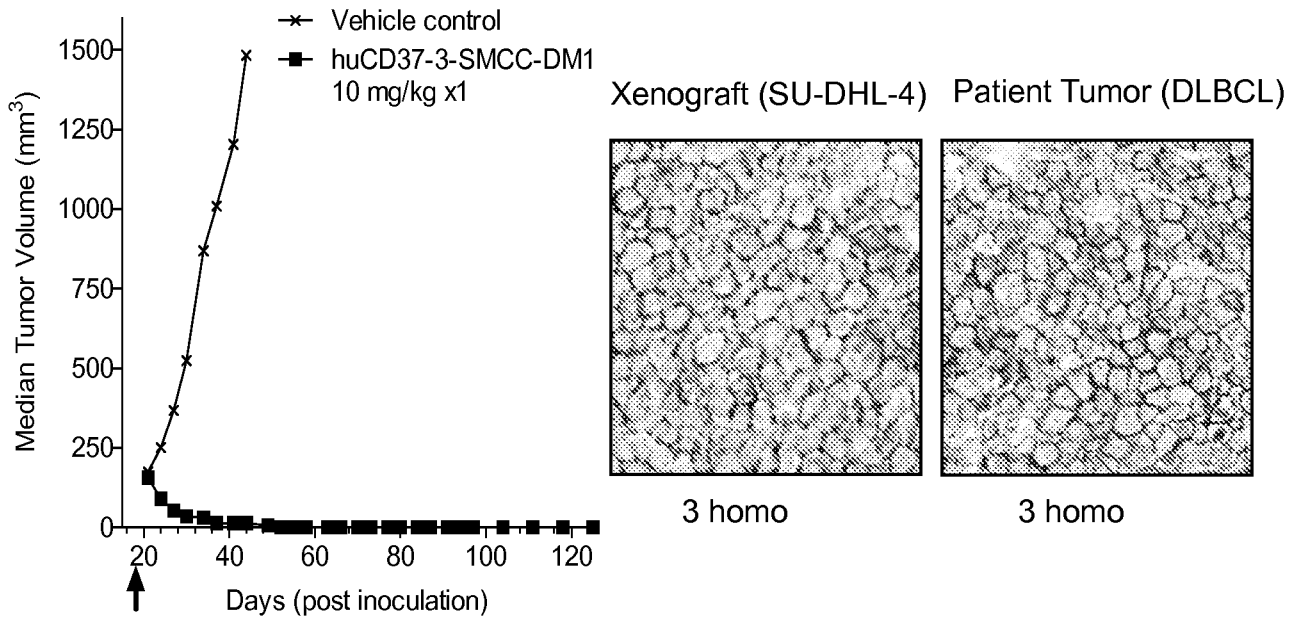 Vehicle control
huCD37-3-SMCC-DM1
10 mg/kg x1
Median Tumor Volume (mm³)
1500
1250
1000
750
500
250
0
20 40 60 80 100 120
Days (post inoculation)
Xenograft (SU-DHL-4)
Patient Tumor (DLBCL)
3 homo
3 homo